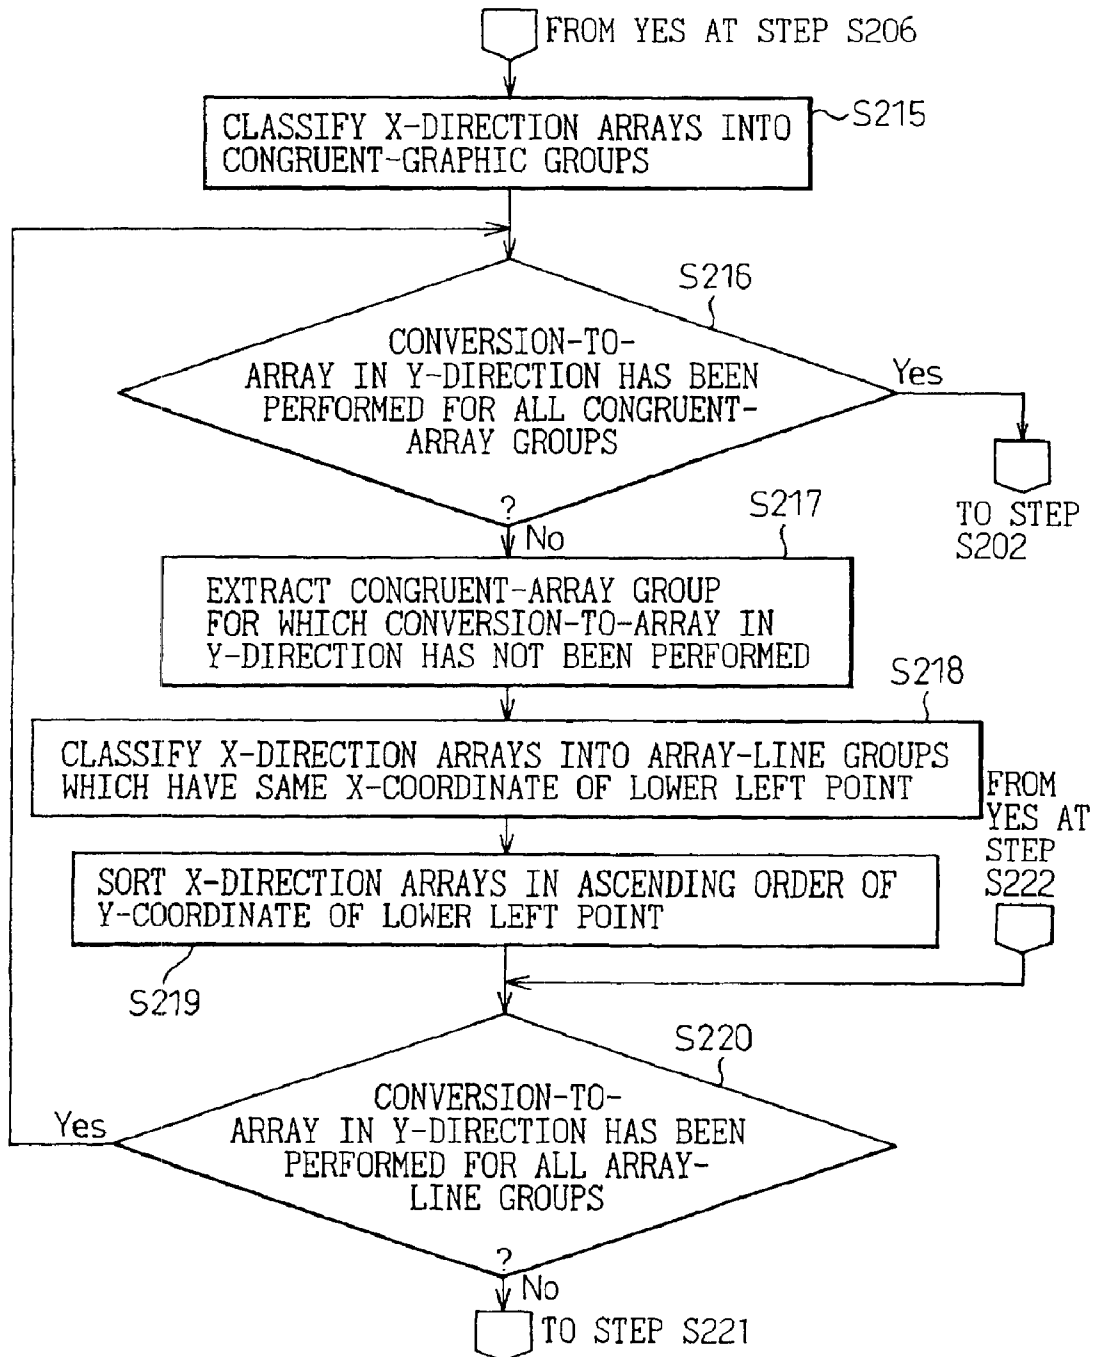 FROM YES AT STEP S206
S215
CLASSIFY X-DIRECTION ARRAYS INTO
CONGRUENT-GRAPHIC GROUPS
S216
CONVERSION-TO-
ARRAY IN Y-DIRECTION HAS BEEN
PERFORMED FOR ALL CONGRUENT-
ARRAY GROUPS
?
Yes
TO STEP
S202
No
S217
EXTRACT CONGRUENT-ARRAY GROUP
FOR WHICH CONVERSION-TO-ARRAY IN
Y-DIRECTION HAS NOT BEEN PERFORMED
S218
CLASSIFY X-DIRECTION ARRAYS INTO ARRAY-LINE GROUPS
WHICH HAVE SAME X-COORDINATE OF LOWER LEFT POINT
FROM
YES AT
STEP
S222
SORT X-DIRECTION ARRAYS IN ASCENDING ORDER OF
Y-COORDINATE OF LOWER LEFT POINT
S219
S220
CONVERSION-TO-
ARRAY IN Y-DIRECTION HAS BEEN
PERFORMED FOR ALL ARRAY-
LINE GROUPS
?
Yes
No
TO STEP S221